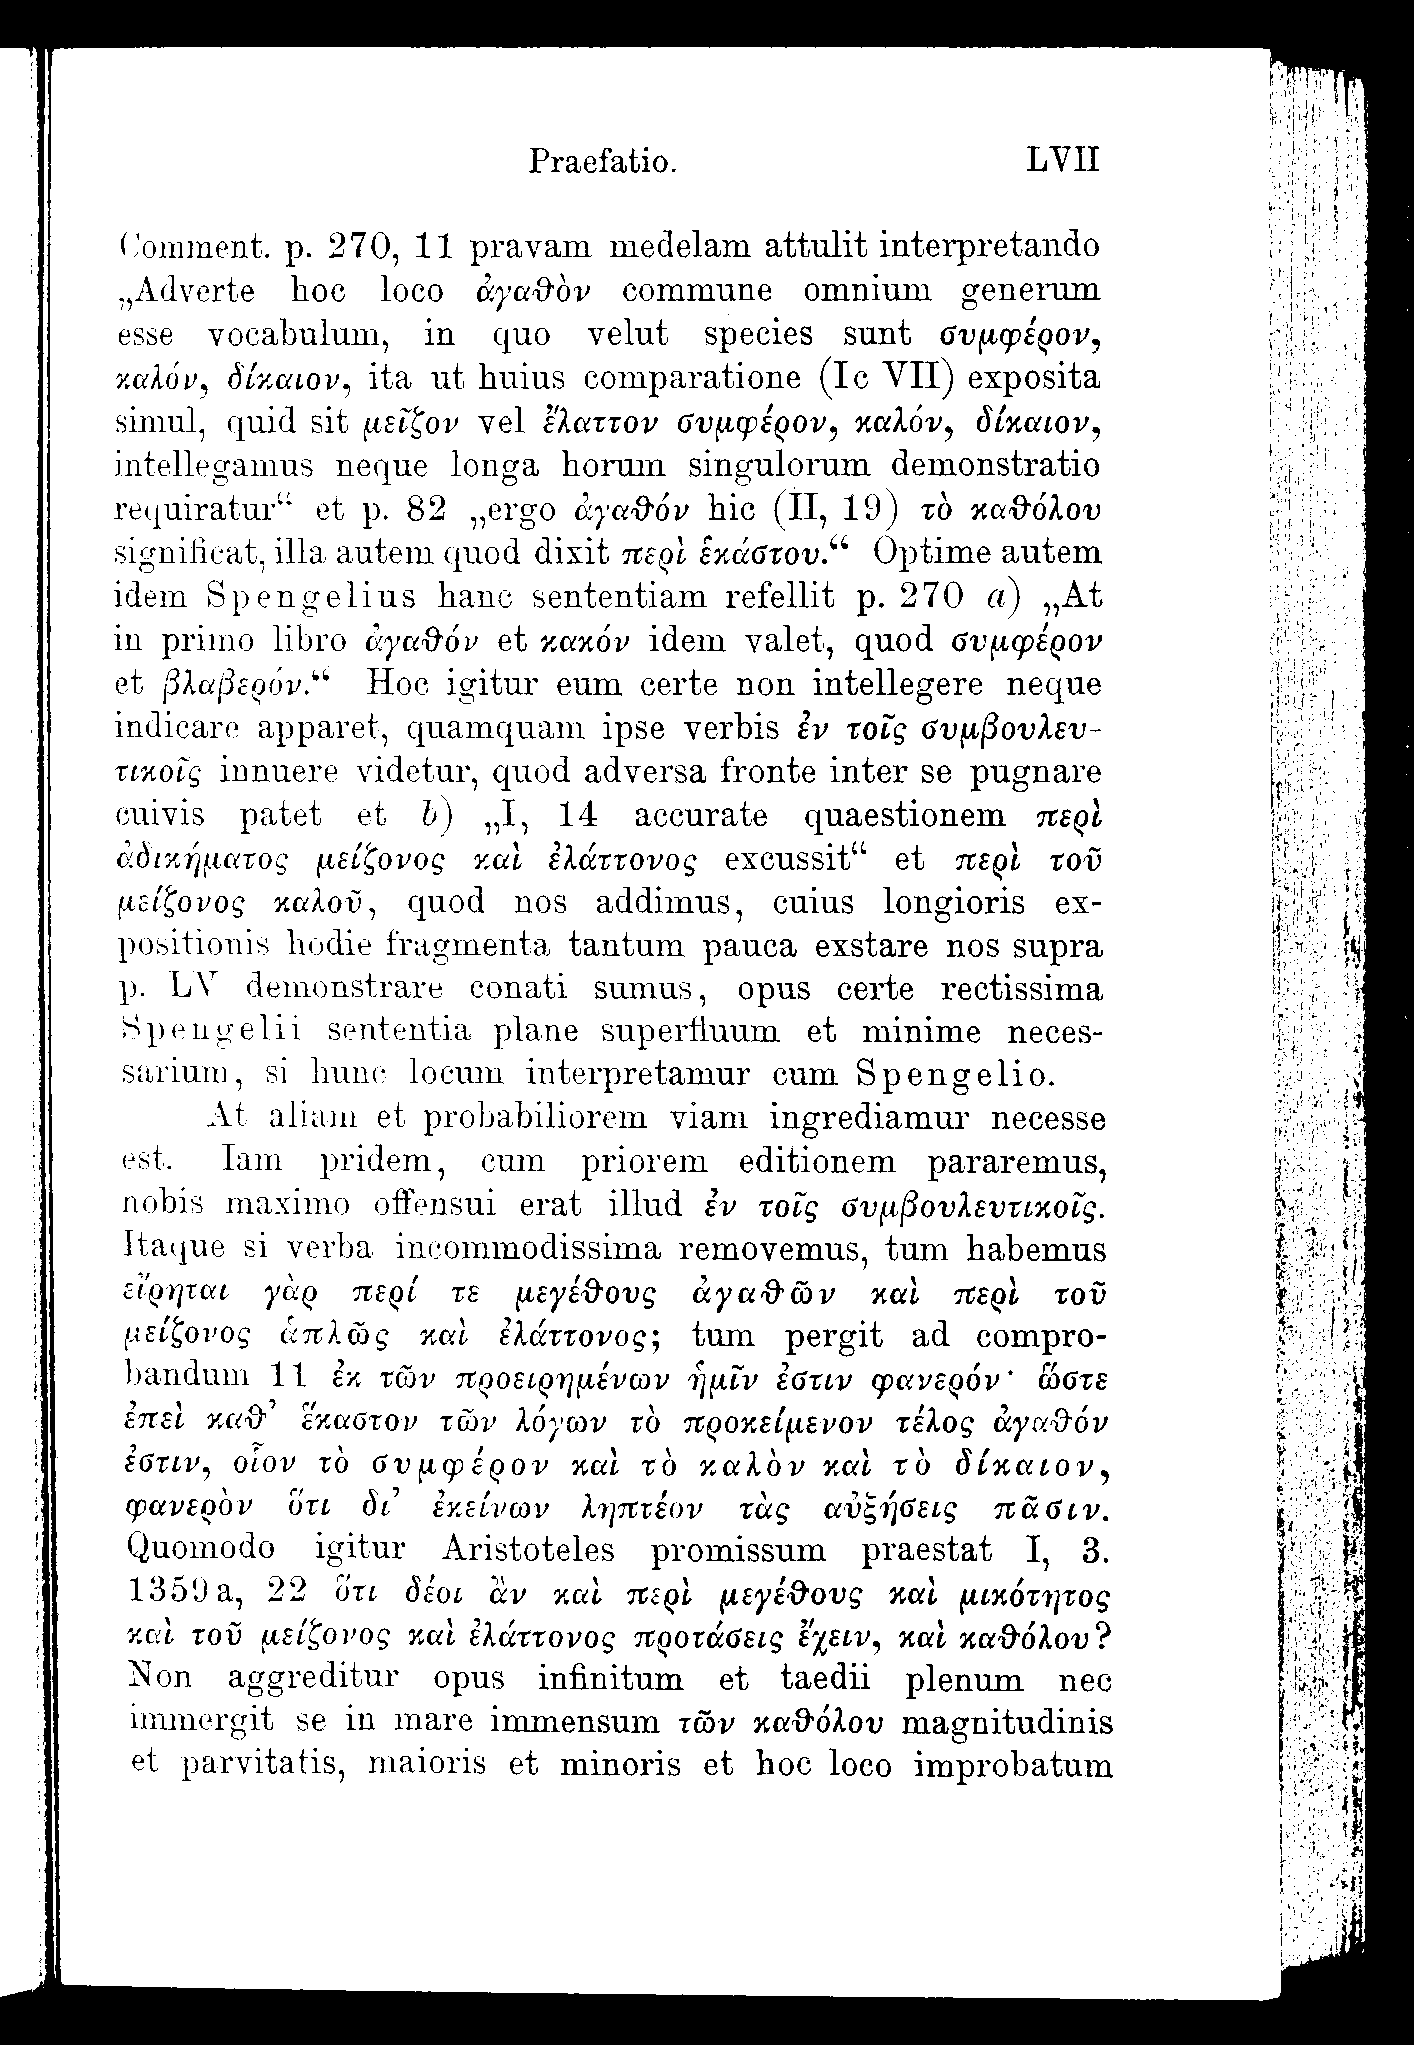 Praefatio. LVII
Comment. p. 270, 11 pravam medelam attulit interpretando
„Adverte hoc loco ἀγαϑὸν commune omnium generum
esse vocabulum, in quo velut species sunt συμφέρον,
καλόν, δίκαιον, ita ut huius comparatione (I c VII) exposita
simul, quid sit μεῖζον vel ἔλαττον συμφέρον, καλόν, δίκαιον,
intellegamus neque longa horum singulorum demonstratio
requiratur“ et p. 82 „ergo ἀγαϑόν hic (II, 19) τὸ καϑόλου
significat, illa autem quod dixit περὶ ἑκάστου.“ Optime autem
idem Spengelius hanc sententiam refellit p. 270 a) „At
in primo libro ἀγαϑόν et κακόν idem valet, quod συμφέρον
et βλαβερόν.“ Hoc igitur eum certe non intellegere neque
indicare apparet, quamquam ipse verbis ἐν τοῖς συμβουλευ-
τικοῖς innuere videtur, quod adversa fronte inter se pugnare
cuivis patet et b) „I, 14 accurate quaestionem περὶ
ἀδικήματος μείζονος καὶ ἐλάττονος excussit“ et περὶ τοῦ
μείζονος καλοῦ, quod nos addimus, cuius longioris ex-
positionis hodie fragmenta tantum pauca exstare nos supra
p. LV demonstrare conati sumus, opus certe rectissima
Spengelii sententia plane superfluum et minime neces-
sarium, si hunc locum interpretamur cum Spengelio.
At aliam et probabiliorem viam ingrediamur necesse
est. Iam pridem, cum priorem editionem pararemus,
nobis maximo offensui erat illud ἐν τοῖς συμβουλευτικοῖς.
Itaque si verba incommodissima removemus, tum habemus
εἴρηται γὰρ περί τε μεγέϑους ἀγαϑῶν καὶ περὶ τοῦ
μείζονος ἁπλῶς καὶ ἐλάττονος; tum pergit ad compro-
bandum 11 ἐκ τῶν προειρημένων ἡμῖν ἐστιν φανερόν· ὥστε
ἐπεὶ καϑ’ ἕκαστον τῶν λόγων τὸ προκείμενον τέλος ἀγαϑόν
ἐστιν, οἷον τὸ συμφέρον καὶ τὸ καλὸν καὶ τὸ δίκαιον,
φανερὸν ὅτι δι’ ἐκείνων ληπτέον τὰς αὐξήσεις πᾶσιν.
Quomodo igitur Aristoteles promissum praestat I, 3.
1359a, 22 ὅτι δέοι ἂν καὶ περὶ μεγέϑους καὶ μικότητος
καὶ τοῦ μείζονος καὶ ἐλάττονος προτάσεις ἔχειν, καὶ καϑόλου?
Non aggreditur opus infinitum et taedii plenum nec
immergit se in mare immensum τῶν καϑόλου magnitudinis
et parvitatis, maioris et minoris et hoc loco improbatum